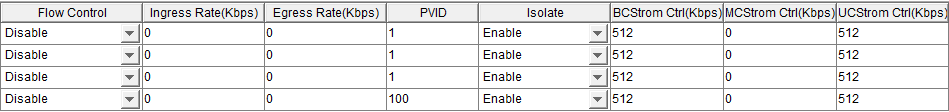 Flow Control Ingress Rate(Kbps) Egress Rate(Kbps) PVID Isolate BCStrom Ctrl(Kbps) MCStrom Ctrl(Kbps) UCStrom Ctrl(Kbps)
Disable 0 0 1 Enable 512 0 512
Disable 0 0 1 Enable 512 0 512
Disable 0 0 1 Enable 512 0 512
Disable 0 0 100 Enable 512 0 512